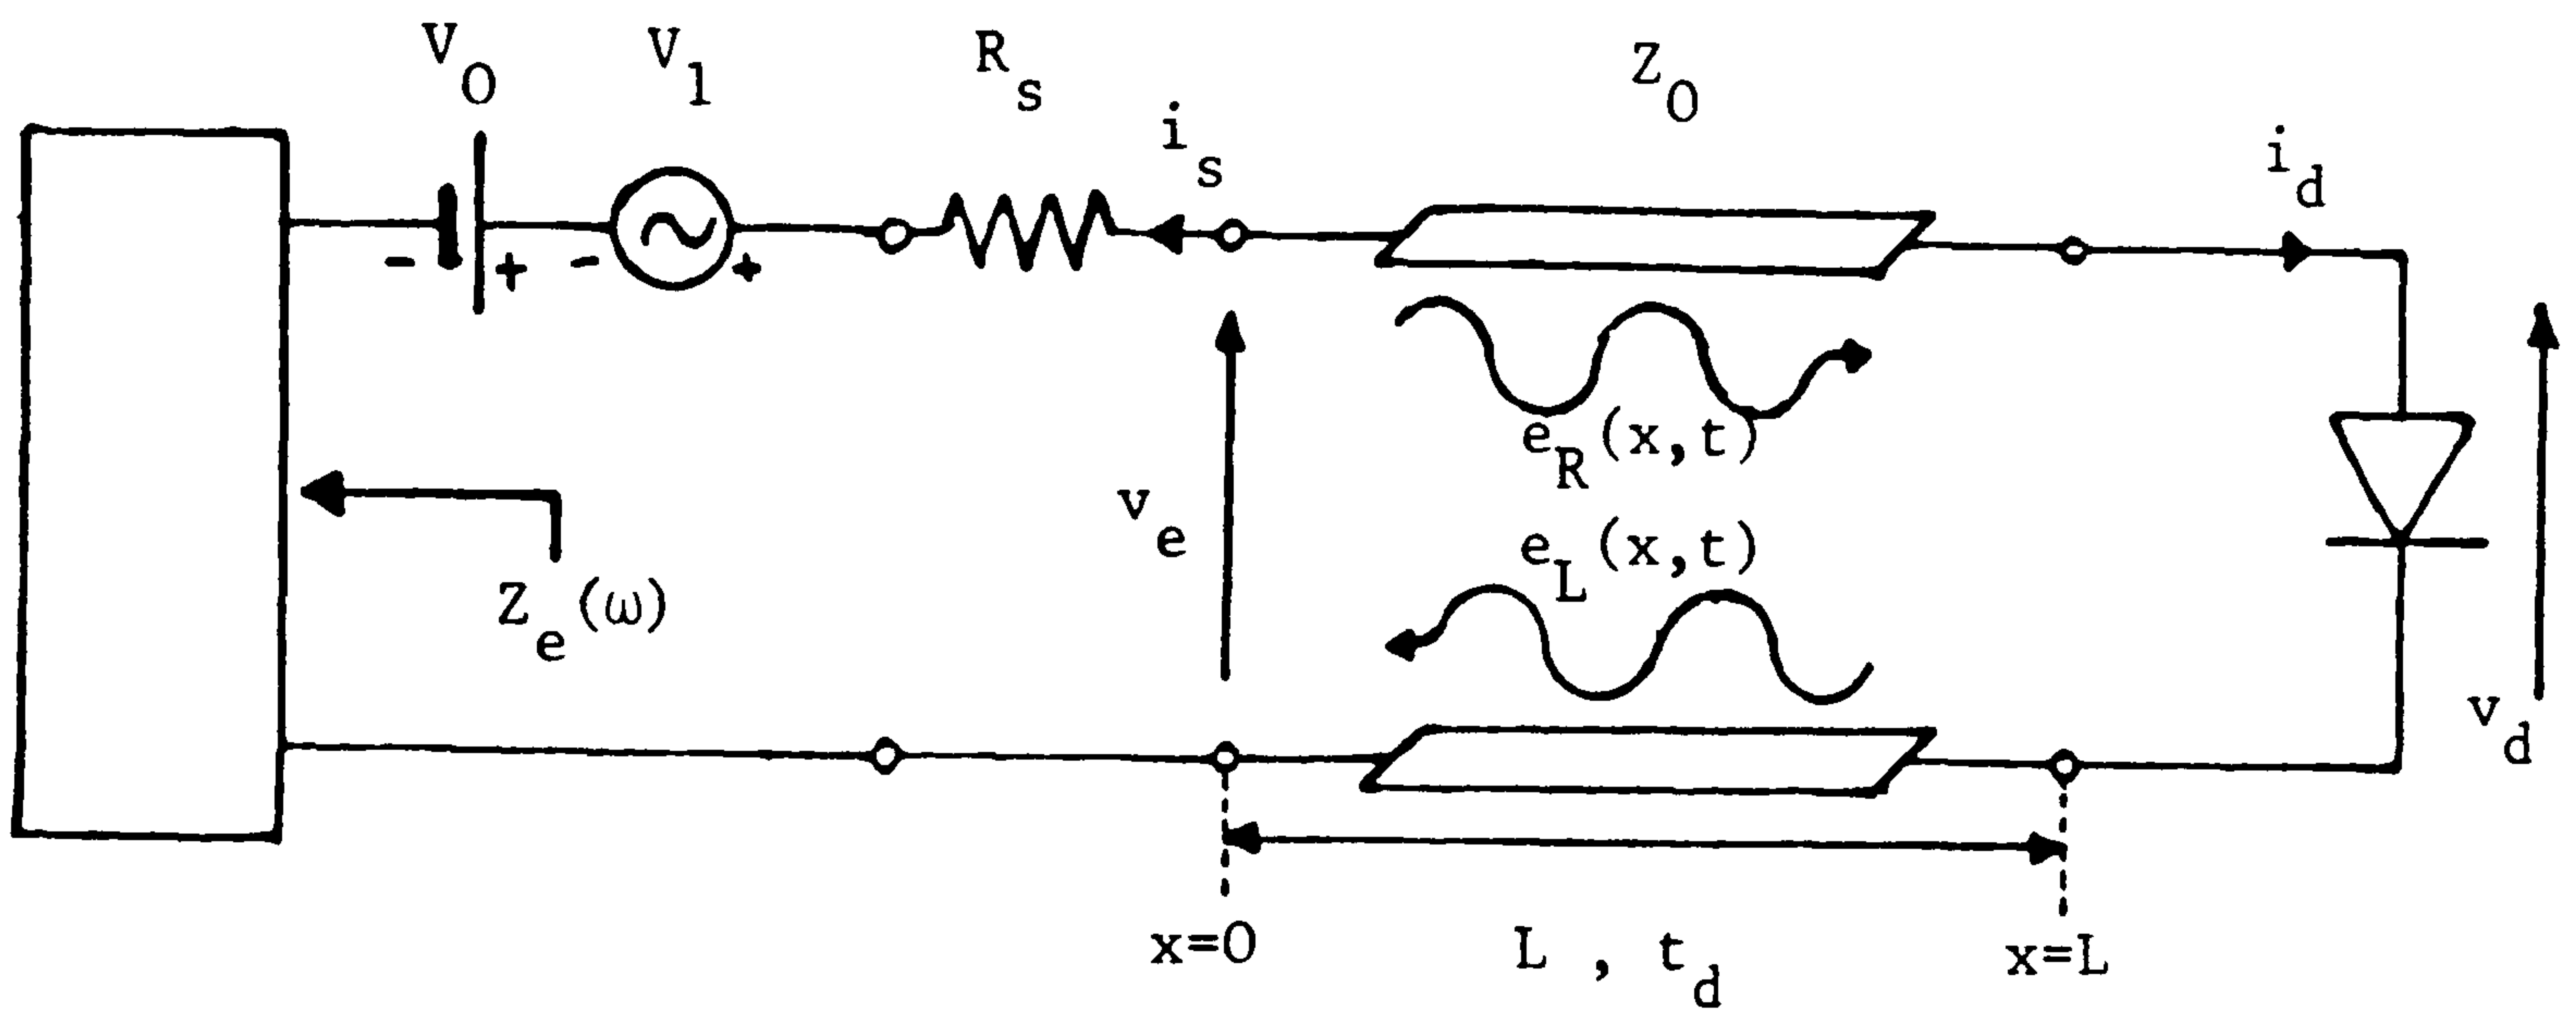 V0 V1 Rs is Z0 id
- + - +
eR(x,t)
ve
eL(x,t)
Ze(ω)
vd
x=0 L , td x=L